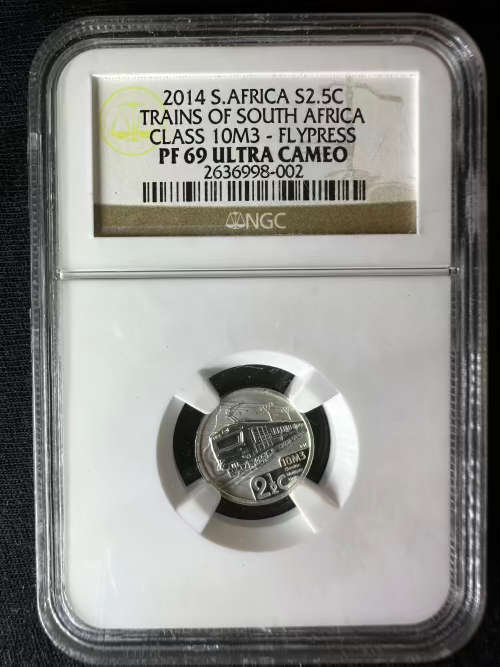 2014 S.AFRICA S2.5C
TRAINS OF SOUTH AFRICA
CLASS 10M3 - FLYPRESS
PF 69 ULTRA CAMEO
2636998-002
NGC
10M3
2½c